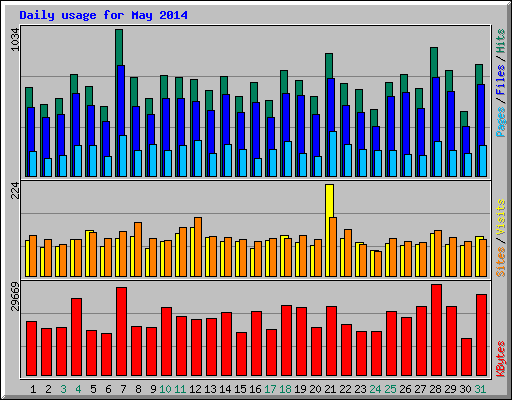 Daily usage for May 2014
1034
Pages / Files / Hits
224
Sites / Visits
29669
KBytes
1 2 3 4 5 6 7 8 9 10 11 12 13 14 15 16 17 18 19 20 21 22 23 24 25 26 27 28 29 30 31